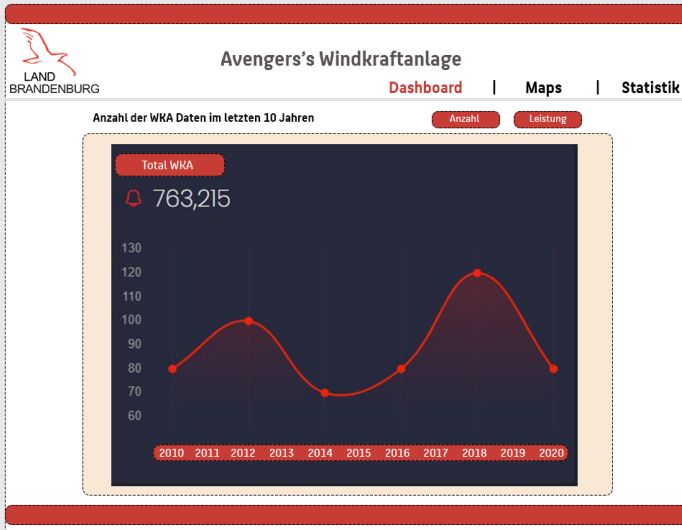 LAND
BRANDENBURG
Avengers's Windkraftanlage
Dashboard | Maps | Statistik
Anzahl der WKA Daten im letzten 10 Jahren
Anzahl Leistung
Total WKA
763,215
130
120
110
100
90
80
70
60
2010 2011 2012 2013 2014 2015 2016 2017 2018 2019 2020